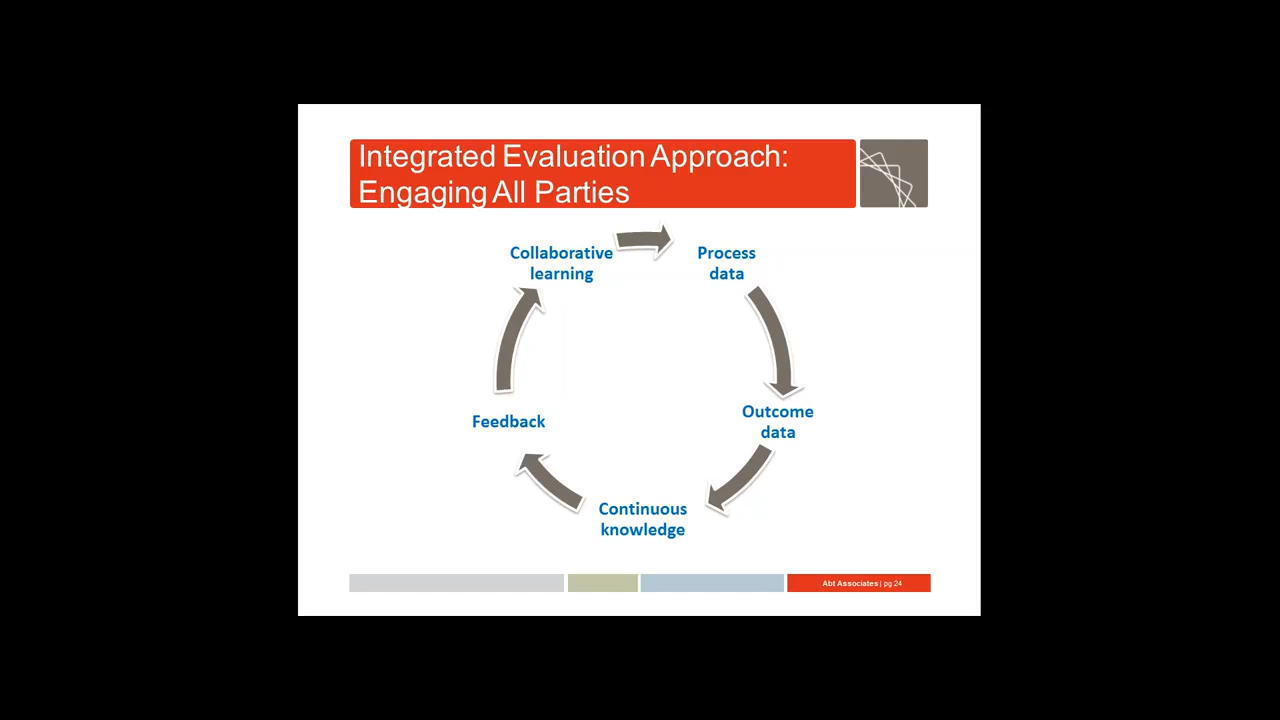 Integrated Evaluation Approach:
Engaging All Parties
Collaborative
learning
Process
data
Outcome
data
Continuous
knowledge
Feedback
Abt Associates | pg 24